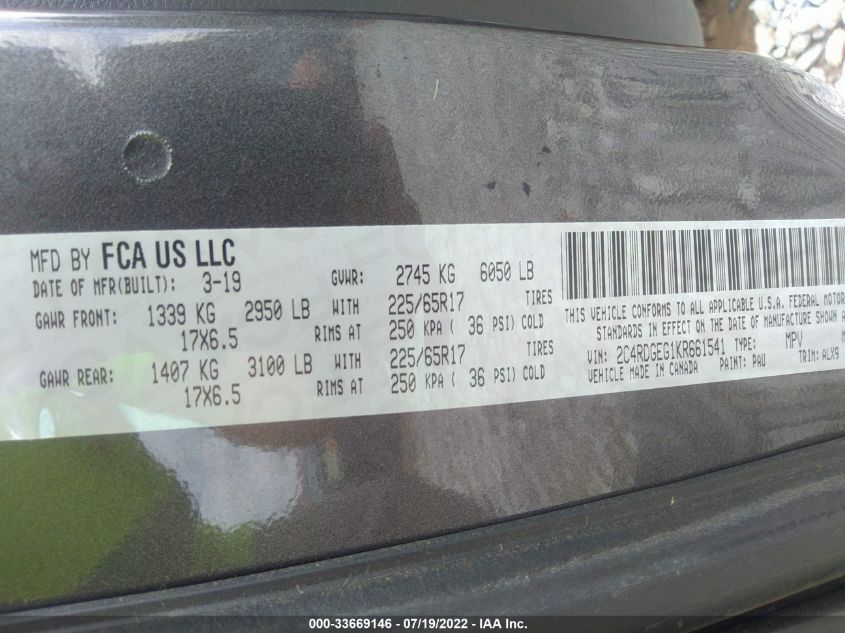 MFD BY FCA US LLC
DATE OF MFR(BUILT): 3-19 GVWR: 2745 KG 6050 LB
GAWR FRONT: 1339 KG 2950 LB WITH 225/65R17 TIRES
17X6.5 RIMS AT 250 KPA ( 36 PSI) COLD
GAWR REAR: 1407 KG 3100 LB WITH 225/65R17 TIRES
17X6.5 RIMS AT 250 KPA ( 36 PSI) COLD
THIS VEHICLE CONFORMS TO ALL APPLICABLE U.S.A. FEDERAL MOTOR
STANDARDS IN EFFECT ON THE DATE OF MANUFACTURE
VIN: 2C4RDGEG1KR661541 TYPE: MPV
VEHICLE MADE IN CANADA PAINT: PAU TRIM: ALX9
000-33669146 - 07/19/2022 - IAA Inc.